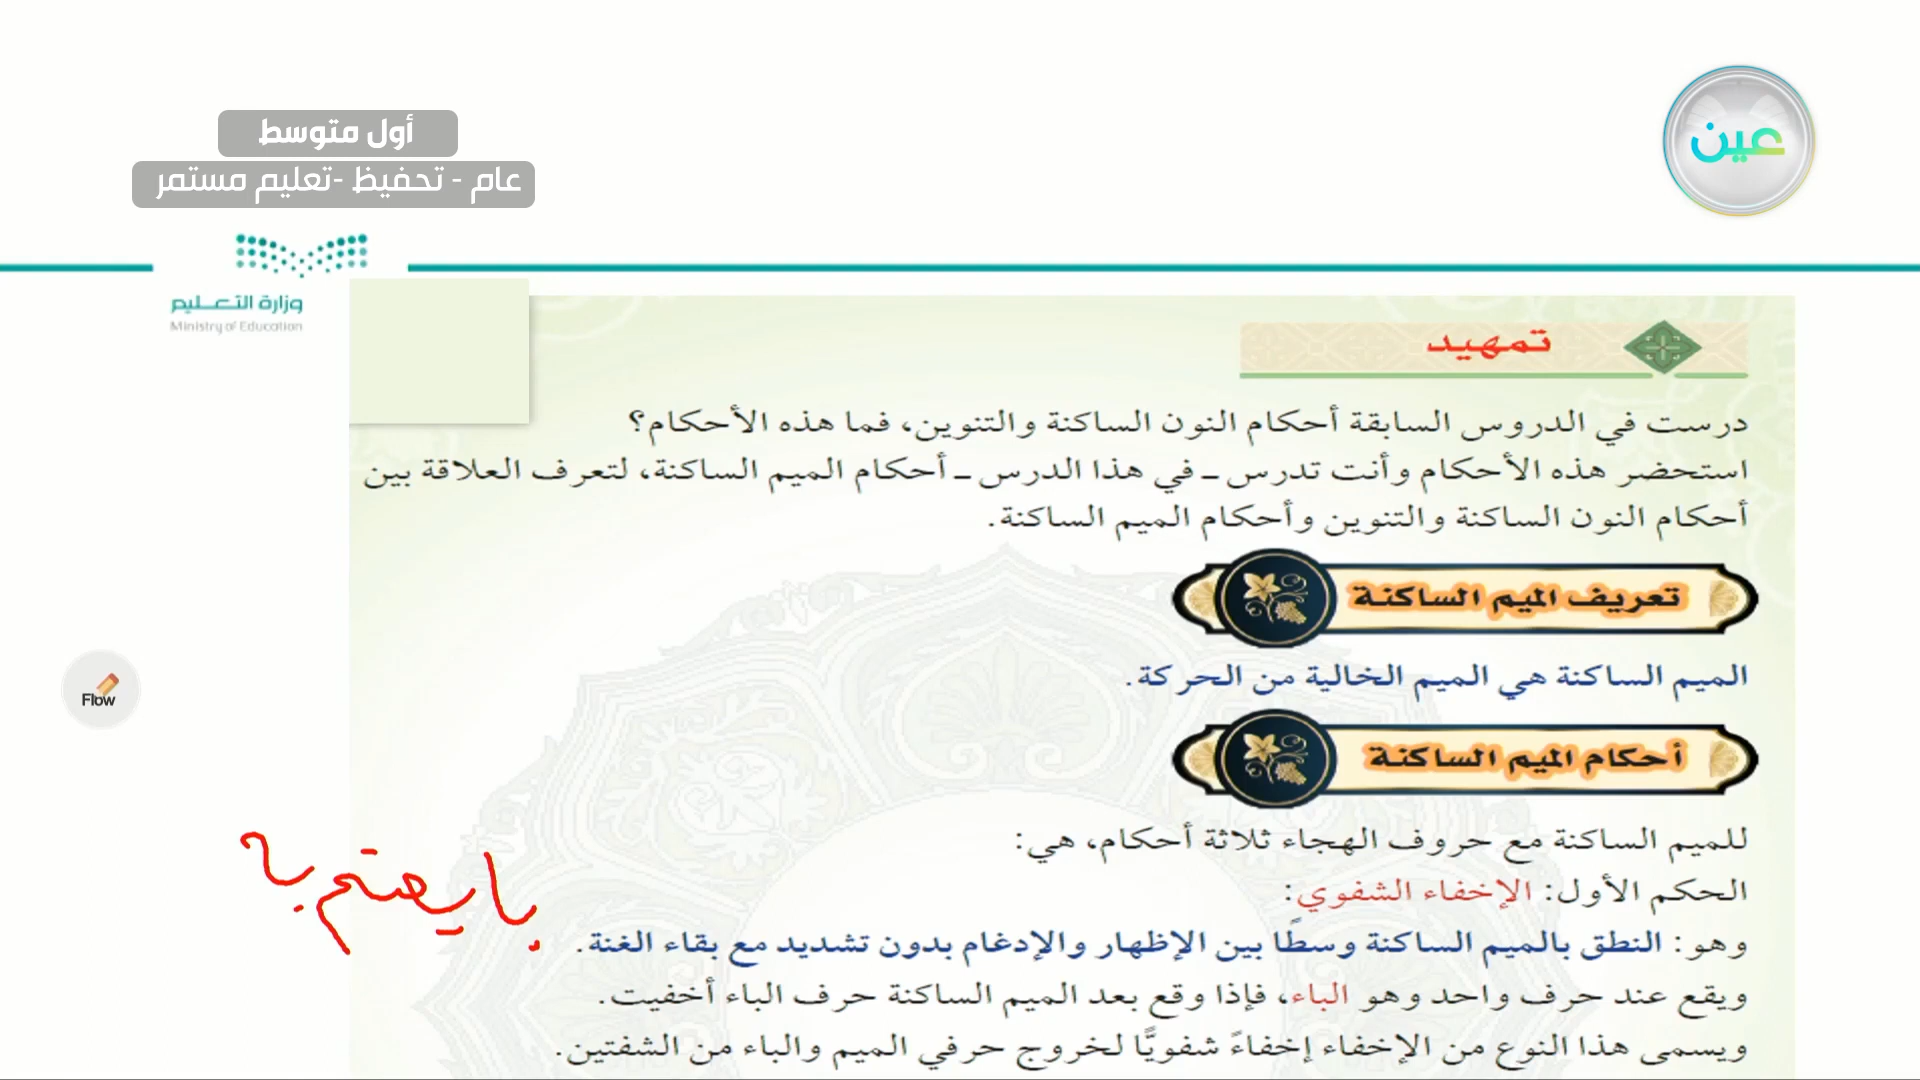 عين
أول متوسط
عام - تحفيظ -تعليم مستمر
وزارة التعـــليم
Ministry of Education
تمهيد
درست في الدروس السابقة أحكام النون الساكنة والتنوين، فما هذه الأحكام؟
استحضر هذه الأحكام وأنت تدرس ـ في هذا الدرس ـ أحكام الميم الساكنة، لتعرف العلاقة بين
أحكام النون الساكنة والتنوين وأحكام الميم الساكنة.
تعريف الميم الساكنة
الميم الساكنة هي الميم الخالية من الحركة.
Flow
أحكام الميم الساكنة
للميم الساكنة مع حروف الهجاء ثلاثة أحكام، هي:
الحكم الأول: الإخفاء الشفوي:
وهو: النطق بالميم الساكنة وسطًا بين الإظهار والإدغام بدون تشديد مع بقاء الغنة.
ويقع عند حرف واحد وهو الباء، فإذا وقع بعد الميم الساكنة حرف الباء أخفيت.
ويسمى هذا النوع من الإخفاء إخفاءً شفويًّا لخروج حرفي الميم والباء من الشفتين.